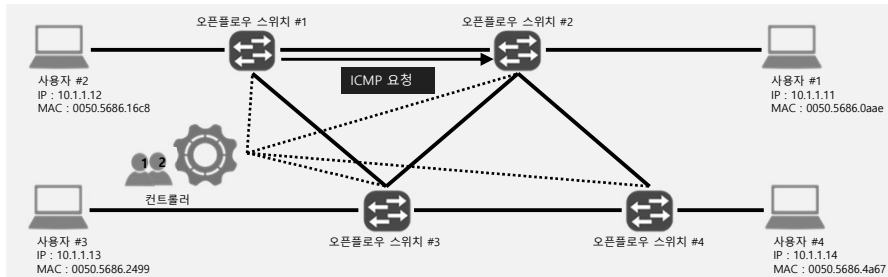 오픈플로우 스위치 #1
오픈플로우 스위치 #2
ICMP 요청
사용자 #2
IP : 10.1.1.12
MAC : 0050.5686.16c8
사용자 #1
IP : 10.1.1.11
MAC : 0050.5686.0aae
1 2
컨트롤러
사용자 #3
IP : 10.1.1.13
MAC : 0050.5686.2499
오픈플로우 스위치 #3
오픈플로우 스위치 #4
사용자 #4
IP : 10.1.1.14
MAC : 0050.5686.4a67